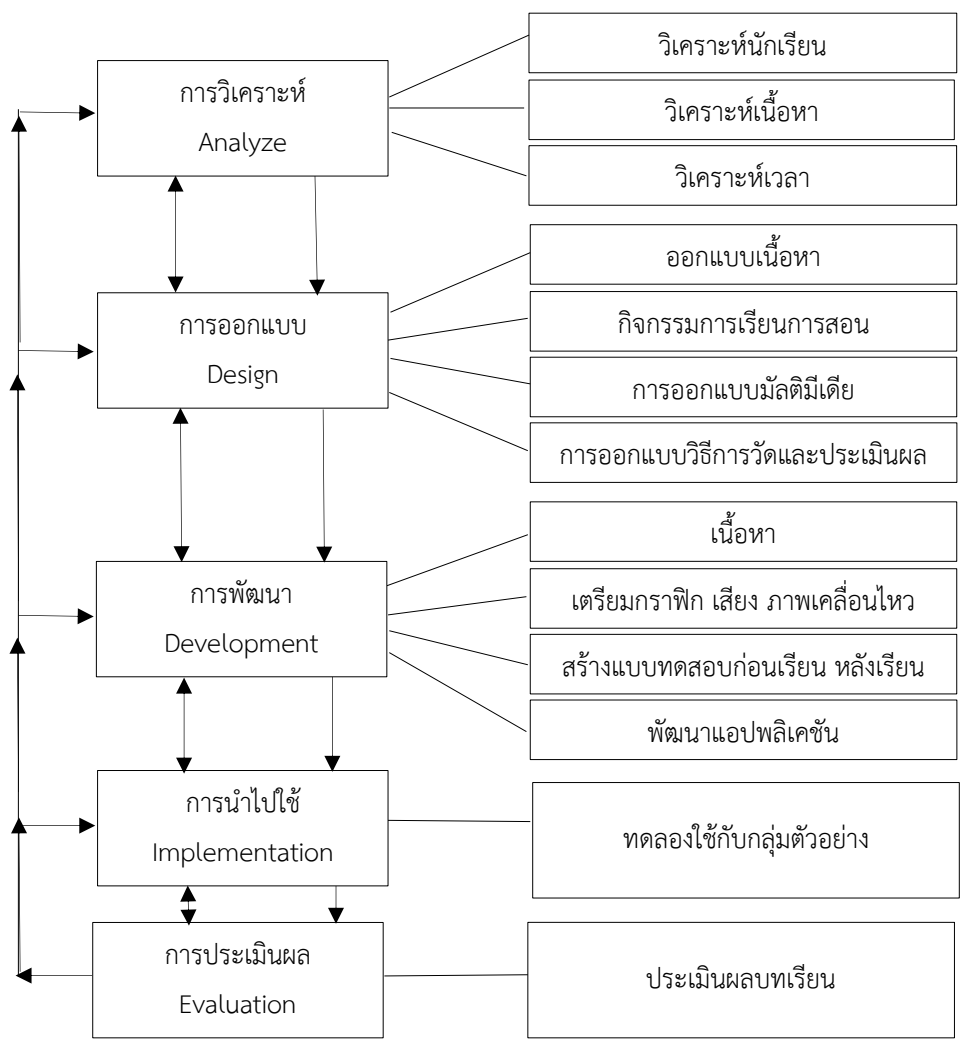 การวิเคราะห์
Analyze
วิเคราะห์นักเรียน
วิเคราะห์เนื้อหา
วิเคราะห์เวลา
การออกแบบ
Design
ออกแบบเนื้อหา
กิจกรรมการเรียนการสอน
การออกแบบมัลติมีเดีย
การออกแบบวิธีการวัดและประเมินผล
การพัฒนา
Development
เนื้อหา
เตรียมกราฟิก เสียง ภาพเคลื่อนไหว
สร้างแบบทดสอบก่อนเรียน หลังเรียน
พัฒนาแอปพลิเคชัน
การนำไปใช้
Implementation
ทดลองใช้กับกลุ่มตัวอย่าง
การประเมินผล
Evaluation
ประเมินผลบทเรียน